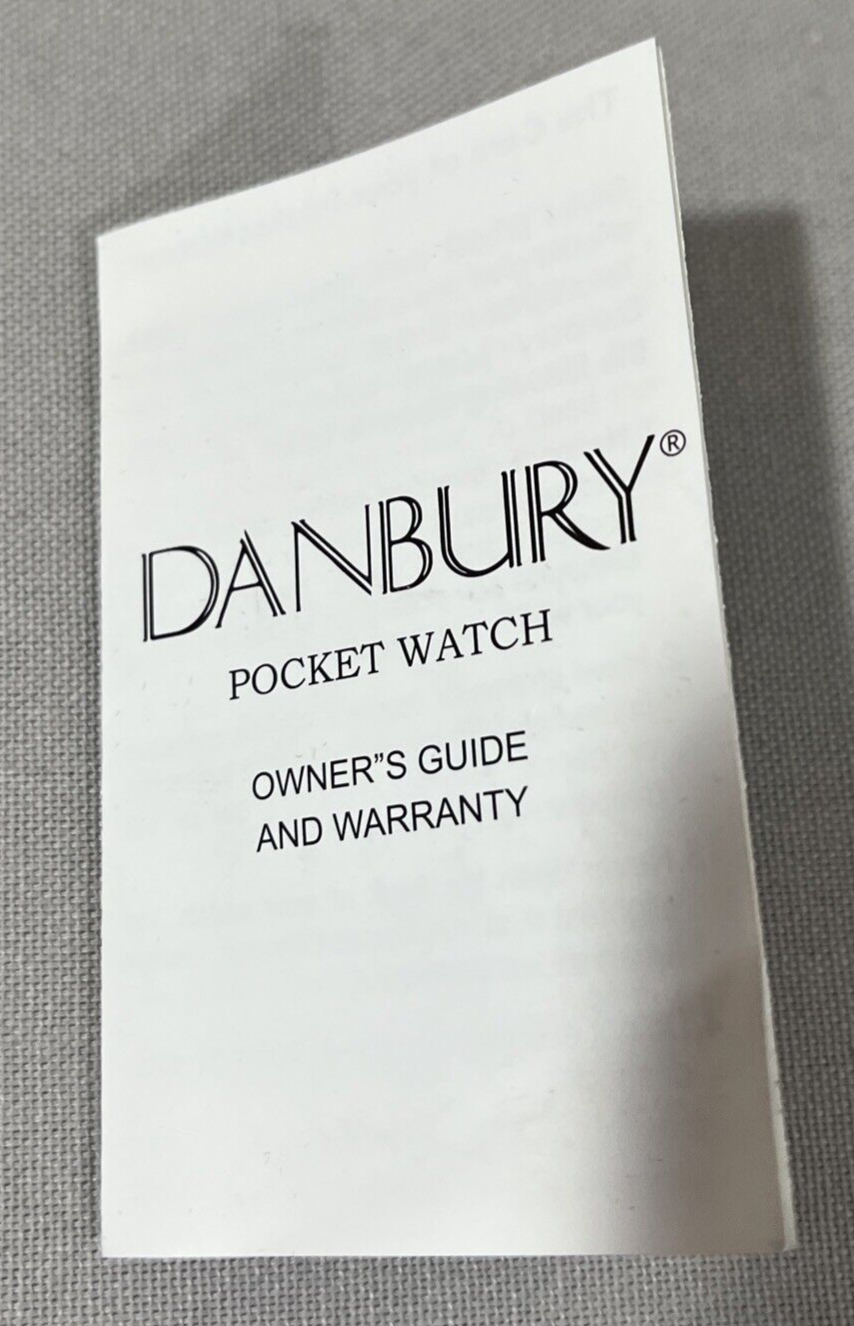 DANBURY®
POCKET WATCH
OWNER”S GUIDE
AND WARRANTY